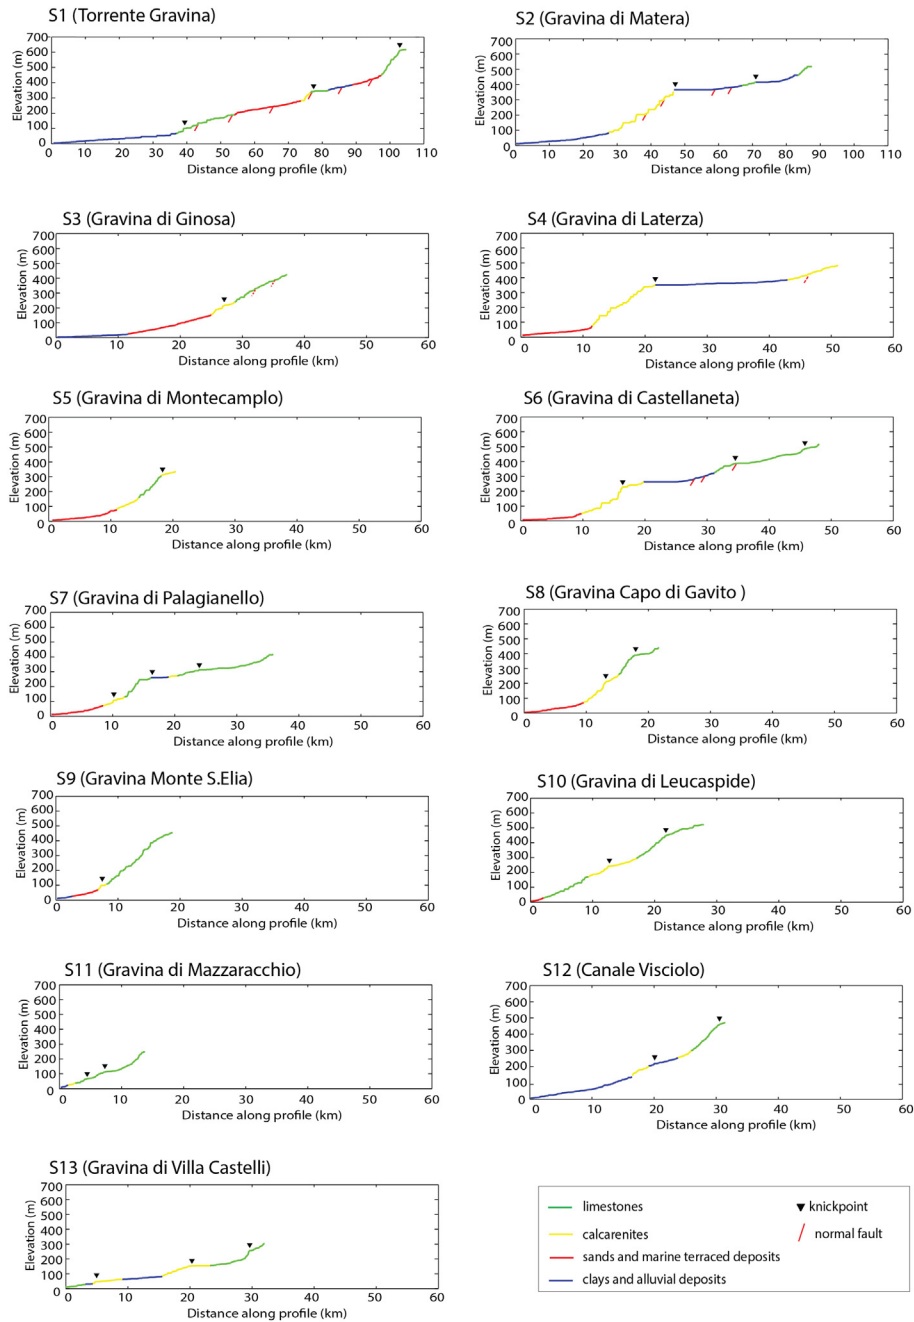 S1 (Torrente Gravina)
700
600
500
400
300
200
100
0
Elevation (m)
0 10 20 30 40 50 60 70 80 90 100 110
Distance along profile (km)
S2 (Gravina di Matera)
700
600
500
400
300
200
100
0
Elevation (m)
0 10 20 30 40 50 60 70 80 90 100 110
Distance along profile (km)
S3 (Gravina di Ginosa)
700
600
500
400
300
200
100
0
Elevation (m)
0 10 20 30 40 50 60
Distance along profile (km)
S4 (Gravina di Laterza)
700
600
500
400
300
200
100
0
Elevation (m)
0 10 20 30 40 50 60
Distance along profile (km)
S5 (Gravina di Montecamplo)
700
600
500
400
300
200
100
0
Elevation (m)
0 10 20 30 40 50 60
Distance along profile (km)
S6 (Gravina di Castellaneta)
700
600
500
400
300
200
100
0
Elevation (m)
0 10 20 30 40 50 60
Distance along profile (km)
S7 (Gravina di Palagianello)
700
600
500
400
300
200
100
0
Elevation (m)
0 10 20 30 40 50 60
Distance along profile (km)
S8 (Gravina Capo di Gavito )
700
600
500
400
300
200
100
0
Elevation (m)
0 10 20 30 40 50 60
Distance along profile (km)
S9 (Gravina Monte S.Elia)
700
600
500
400
300
200
100
0
Elevation (m)
0 10 20 30 40 50 60
Distance along profile (km)
S10 (Gravina di Leucaspide)
700
600
500
400
300
200
100
0
Elevation (m)
0 10 20 30 40 50 60
Distance along profile (km)
S11 (Gravina di Mazzaracchio)
700
600
500
400
300
200
100
0
Elevation (m)
0 10 20 30 40 50 60
Distance along profile (km)
S12 (Canale Visciolo)
700
600
500
400
300
200
100
0
Elevation (m)
0 10 20 30 40 50 60
Distance along profile (km)
S13 (Gravina di Villa Castelli)
700
600
500
400
300
200
100
0
Elevation (m)
0 10 20 30 40 50 60
Distance along profile (km)
limestones
knickpoint
calcarenites
normal fault
sands and marine terraced deposits
clays and alluvial deposits